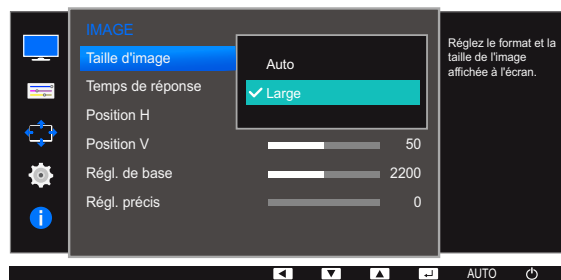 IMAGE
Taille d'image
Auto
Large
Temps de réponse
Position H
Position V
50
Régl. de base
2200
Régl. précis
0
Réglez le format et la
taille de l'image
affichée à l'écran.
AUTO